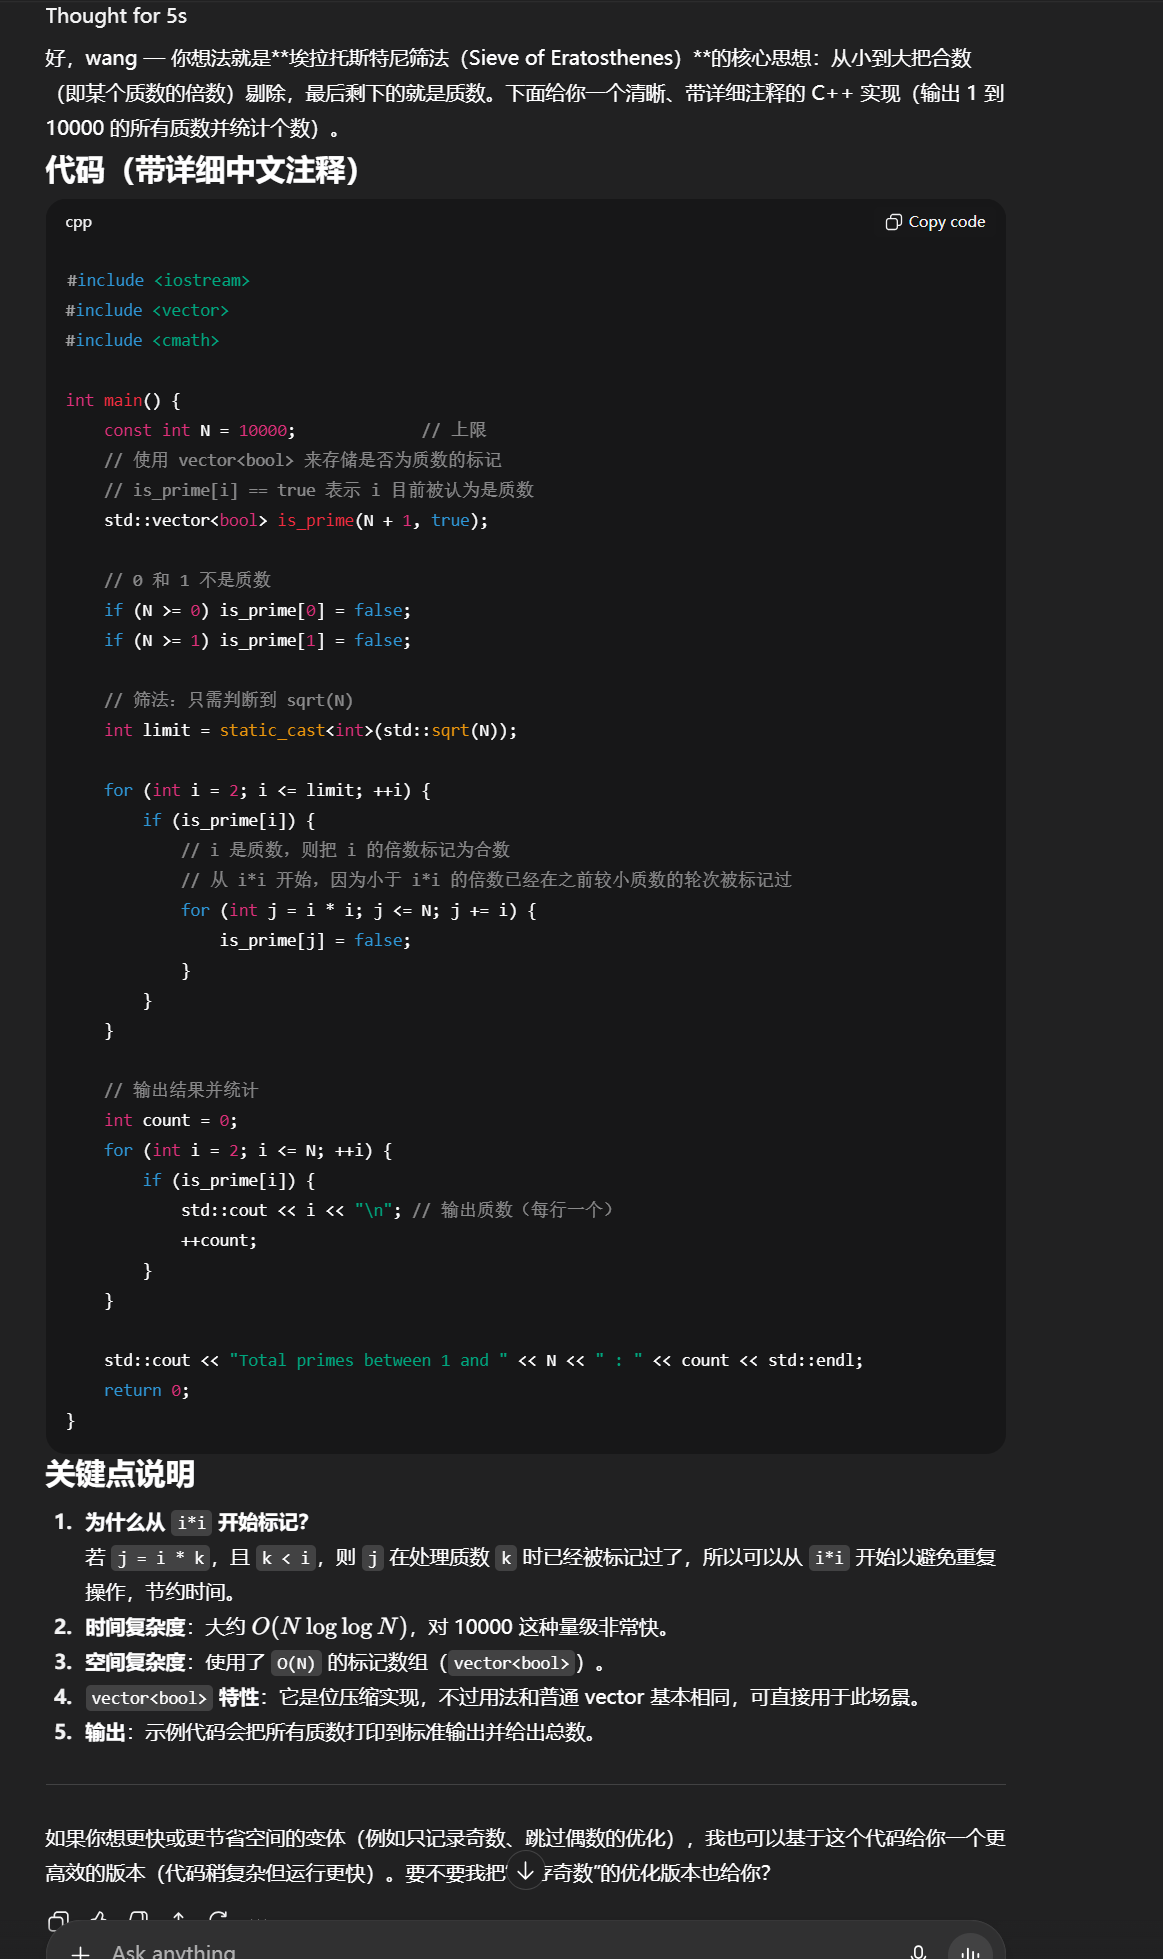 Thought for 5s
好，wang — 你想法就是**埃拉托斯特尼筛法（Sieve of Eratosthenes）**的核心思想：从小到大把合数
（即某个质数的倍数）剔除，最后剩下的就是质数。下面给你一个清晰、带详细注释的 C++ 实现（输出 1 到
10000 的所有质数并统计个数）。
代码（带详细中文注释）
cpp Copy code
#include <iostream>
#include <vector>
#include <cmath>
int main() {
const int N = 10000; // 上限
// 使用 vector<bool> 来存储是否为质数的标记
// is_prime[i] == true 表示 i 目前被认为是质数
std::vector<bool> is_prime(N + 1, true);
// 0 和 1 不是质数
if (N >= 0) is_prime[0] = false;
if (N >= 1) is_prime[1] = false;
// 筛法：只需判断到 sqrt(N)
int limit = static_cast<int>(std::sqrt(N));
for (int i = 2; i <= limit; ++i) {
if (is_prime[i]) {
// i 是质数，则把 i 的倍数标记为合数
// 从 i*i 开始，因为小于 i*i 的倍数已经在之前较小质数的轮次被标记过
for (int j = i * i; j <= N; j += i) {
is_prime[j] = false;
}
}
}
// 输出结果并统计
int count = 0;
for (int i = 2; i <= N; ++i) {
if (is_prime[i]) {
std::cout << i << "\n"; // 输出质数（每行一个）
++count;
}
}
std::cout << "Total primes between 1 and " << N << " : " << count << std::endl;
return 0;
}
关键点说明
1. 为什么从 i*i 开始标记？
若 j = i * k，且 k < i，则 j 在处理质数 k 时已经被标记过了，所以可以从 i*i 开始以避免重复
操作，节约时间。
2. 时间复杂度：大约 O(N log log N)，对 10000 这种量级非常快。
3. 空间复杂度：使用了 O(N) 的标记数组（vector<bool>）。
4. vector<bool> 特性：它是位压缩实现，不过用法和普通 vector 基本相同，可直接用于此场景。
5. 输出：示例代码会把所有质数打印到标准输出并给出总数。
如果你想更快或更节省空间的变体（例如只记录奇数、跳过偶数的优化），我也可以基于这个代码给你一个更
高效的版本（代码稍复杂但运行更快）。要不要我把“存奇数”的优化版本也给你？
Ask anything